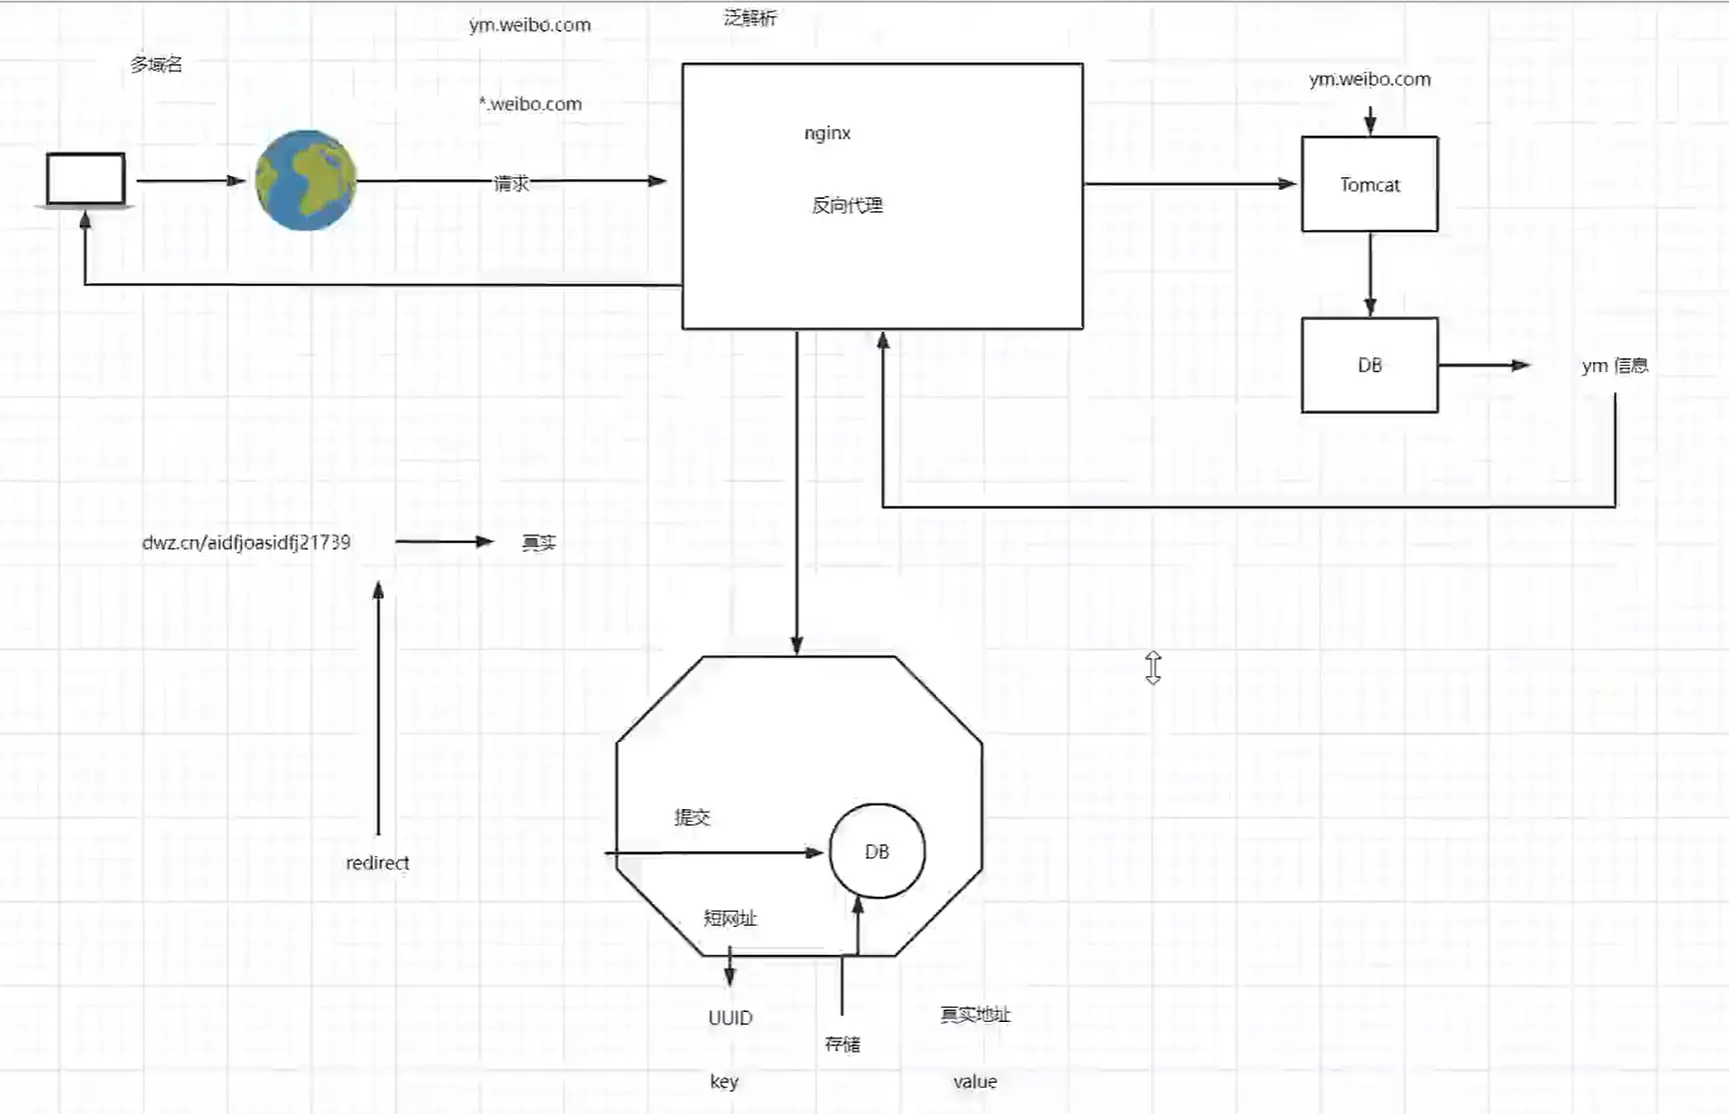 ym.weibo.com
泛解析
多域名
*.weibo.com
ym.weibo.com
nginx
请求
反向代理
Tomcat
DB
ym 信息
dwz.cn/aidfjoasidfj21739
真实
提交
DB
redirect
短网址
UUID
真实地址
存储
key
value